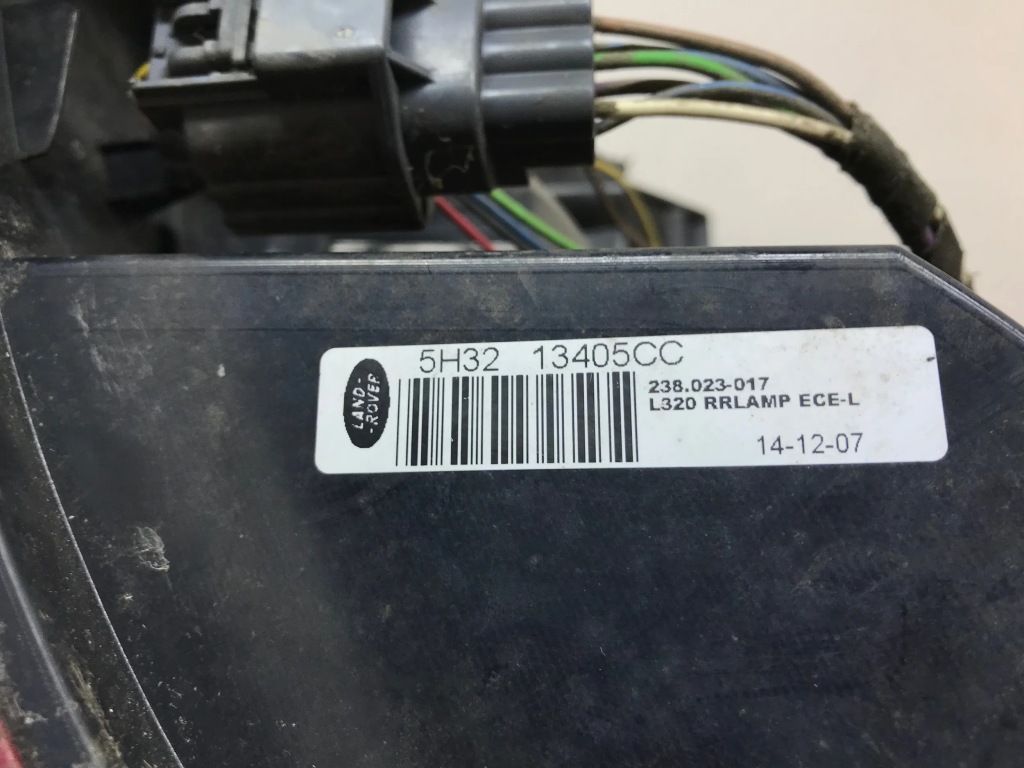 5H32 13405CC
LAND-
-ROVER
238.023-017
L320 RRLAMP ECE-L
14-12-07